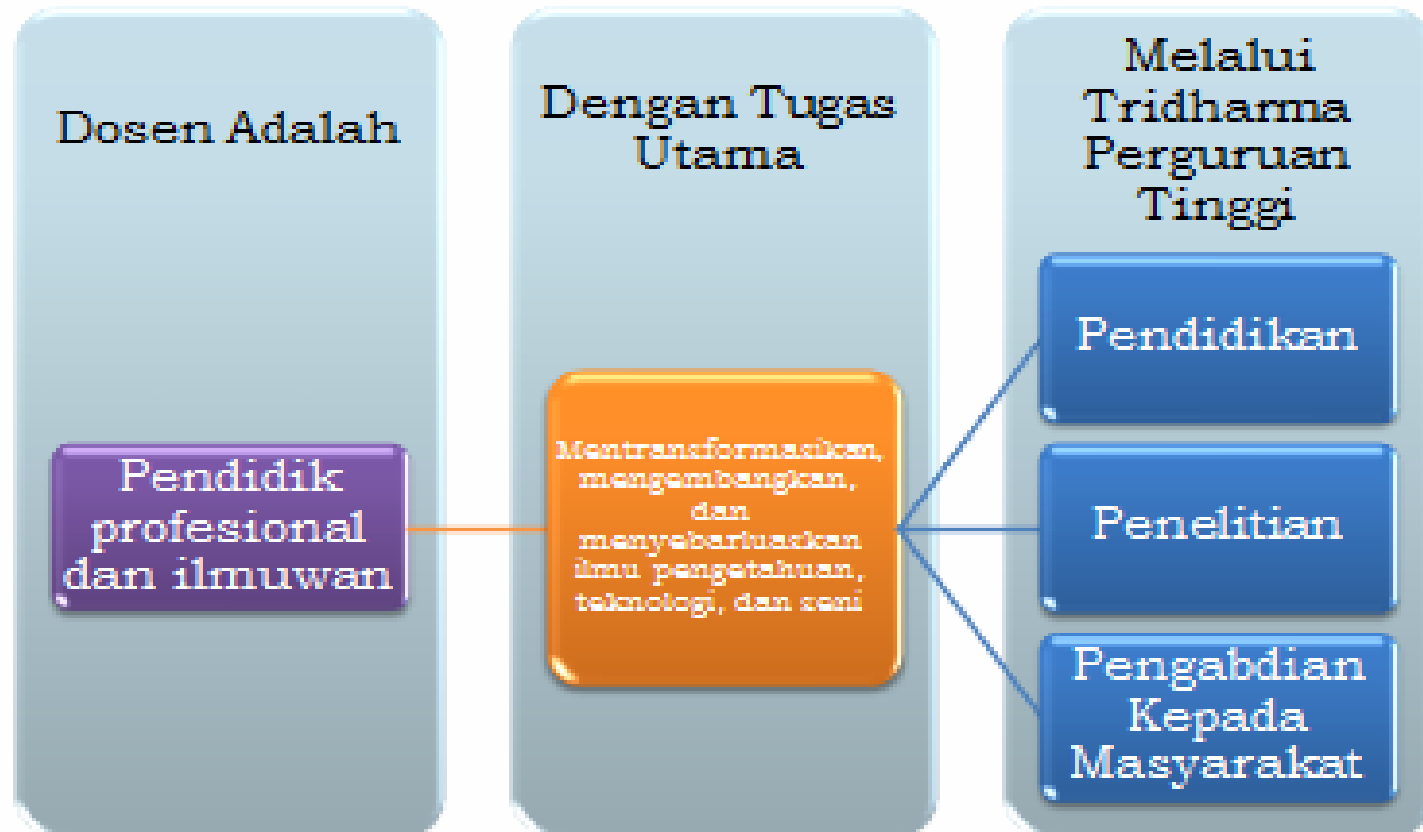 Dosen Adalah
Pendidik
profesional
dan ilmuwan
Dengan Tugas
Utama
Mentransformasikan,
mengembangkan,
dan
menyebarluaskan
ilmu pengetahuan,
teknologi, dan seni
Melalui
Tridharma
Perguruan
Tinggi
Pendidikan
Penelitian
Pengabdian
Kepada
Masyarakat